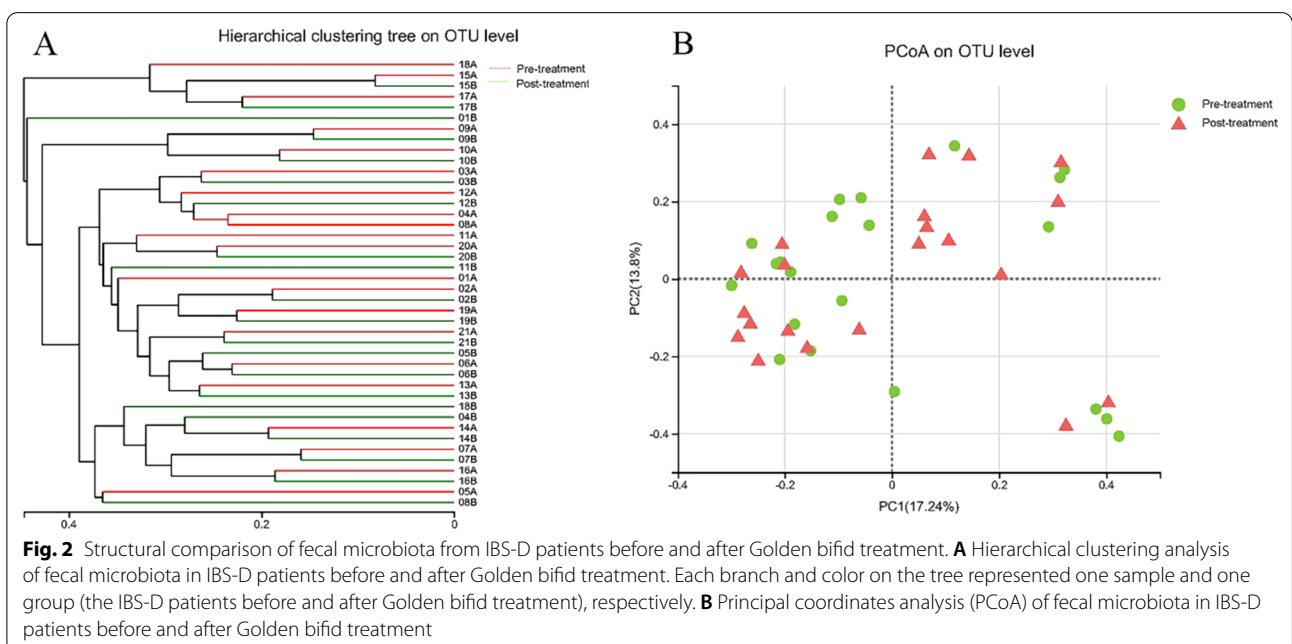 A
Hierarchical clustering tree on OTU level
Pre-treatment
Post-treatment
18A
15A
15B
17A
17B
01B
09A
09B
10A
10B
03A
03B
12A
12B
04A
08A
11A
20A
20B
11B
01A
02A
02B
19A
19B
21A
21B
05B
06A
06B
13A
13B
18B
04B
14A
14B
07A
07B
16A
16B
05A
08B
0.4 0.2 0
B
PCoA on OTU level
Pre-treatment
Post-treatment
PC2(13.8%)
0.4
0.2
0
-0.2
-0.4
-0.4 -0.2 0 0.2 0.4
PC1(17.24%)
Fig. 2 Structural comparison of fecal microbiota from IBS-D patients before and after Golden bifid treatment. A Hierarchical clustering analysis
of fecal microbiota in IBS-D patients before and after Golden bifid treatment. Each branch and color on the tree represented one sample and one
group (the IBS-D patients before and after Golden bifid treatment), respectively. B Principal coordinates analysis (PCoA) of fecal microbiota in IBS-D
patients before and after Golden bifid treatment